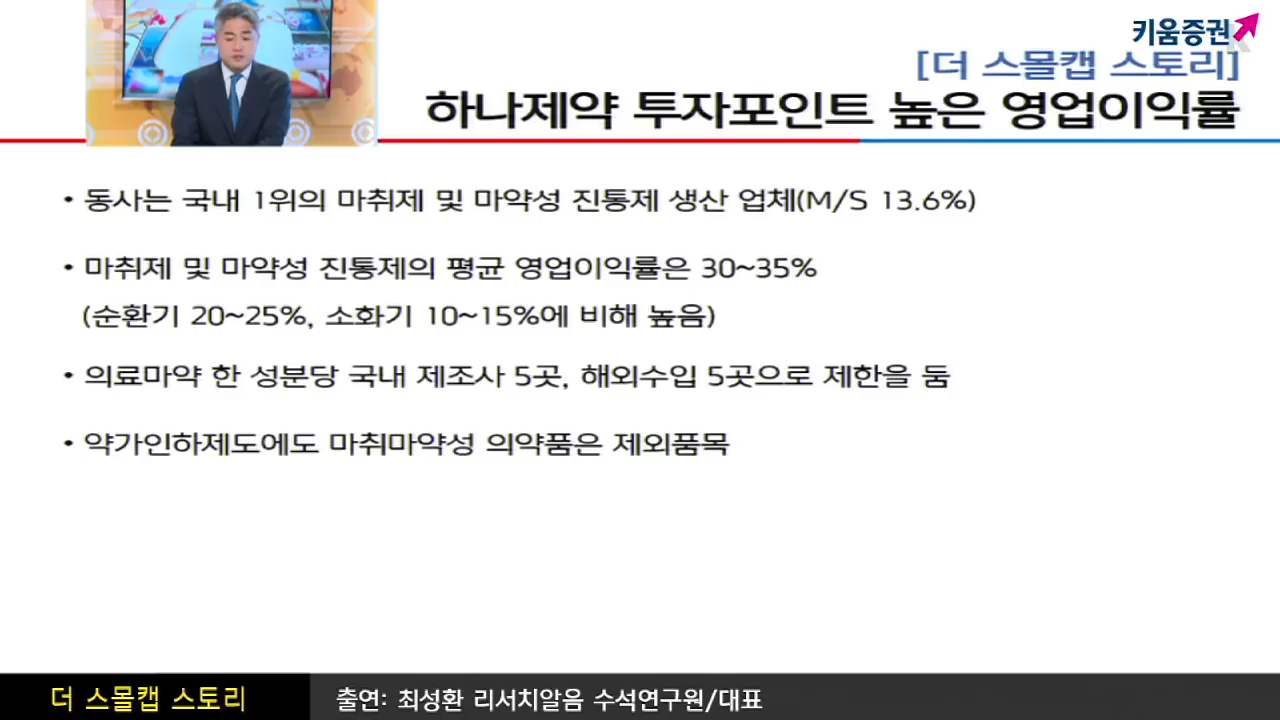 키움증권
[더 스몰캡 스토리]
하나제약 투자포인트 높은 영업이익률
• 동사는 국내 1위의 마취제 및 마약성 진통제 생산 업체(M/S 13.6%)
• 마취제 및 마약성 진통제의 평균 영업이익률은 30~35%
(순환기 20~25%, 소화기 10~15%에 비해 높음)
• 의료마약 한 성분당 국내 제조사 5곳, 해외수입 5곳으로 제한을 둠
• 약가인하제도에도 마취마약성 의약품은 제외품목
더 스몰캡 스토리
출연: 최성환 리서치알음 수석연구원/대표